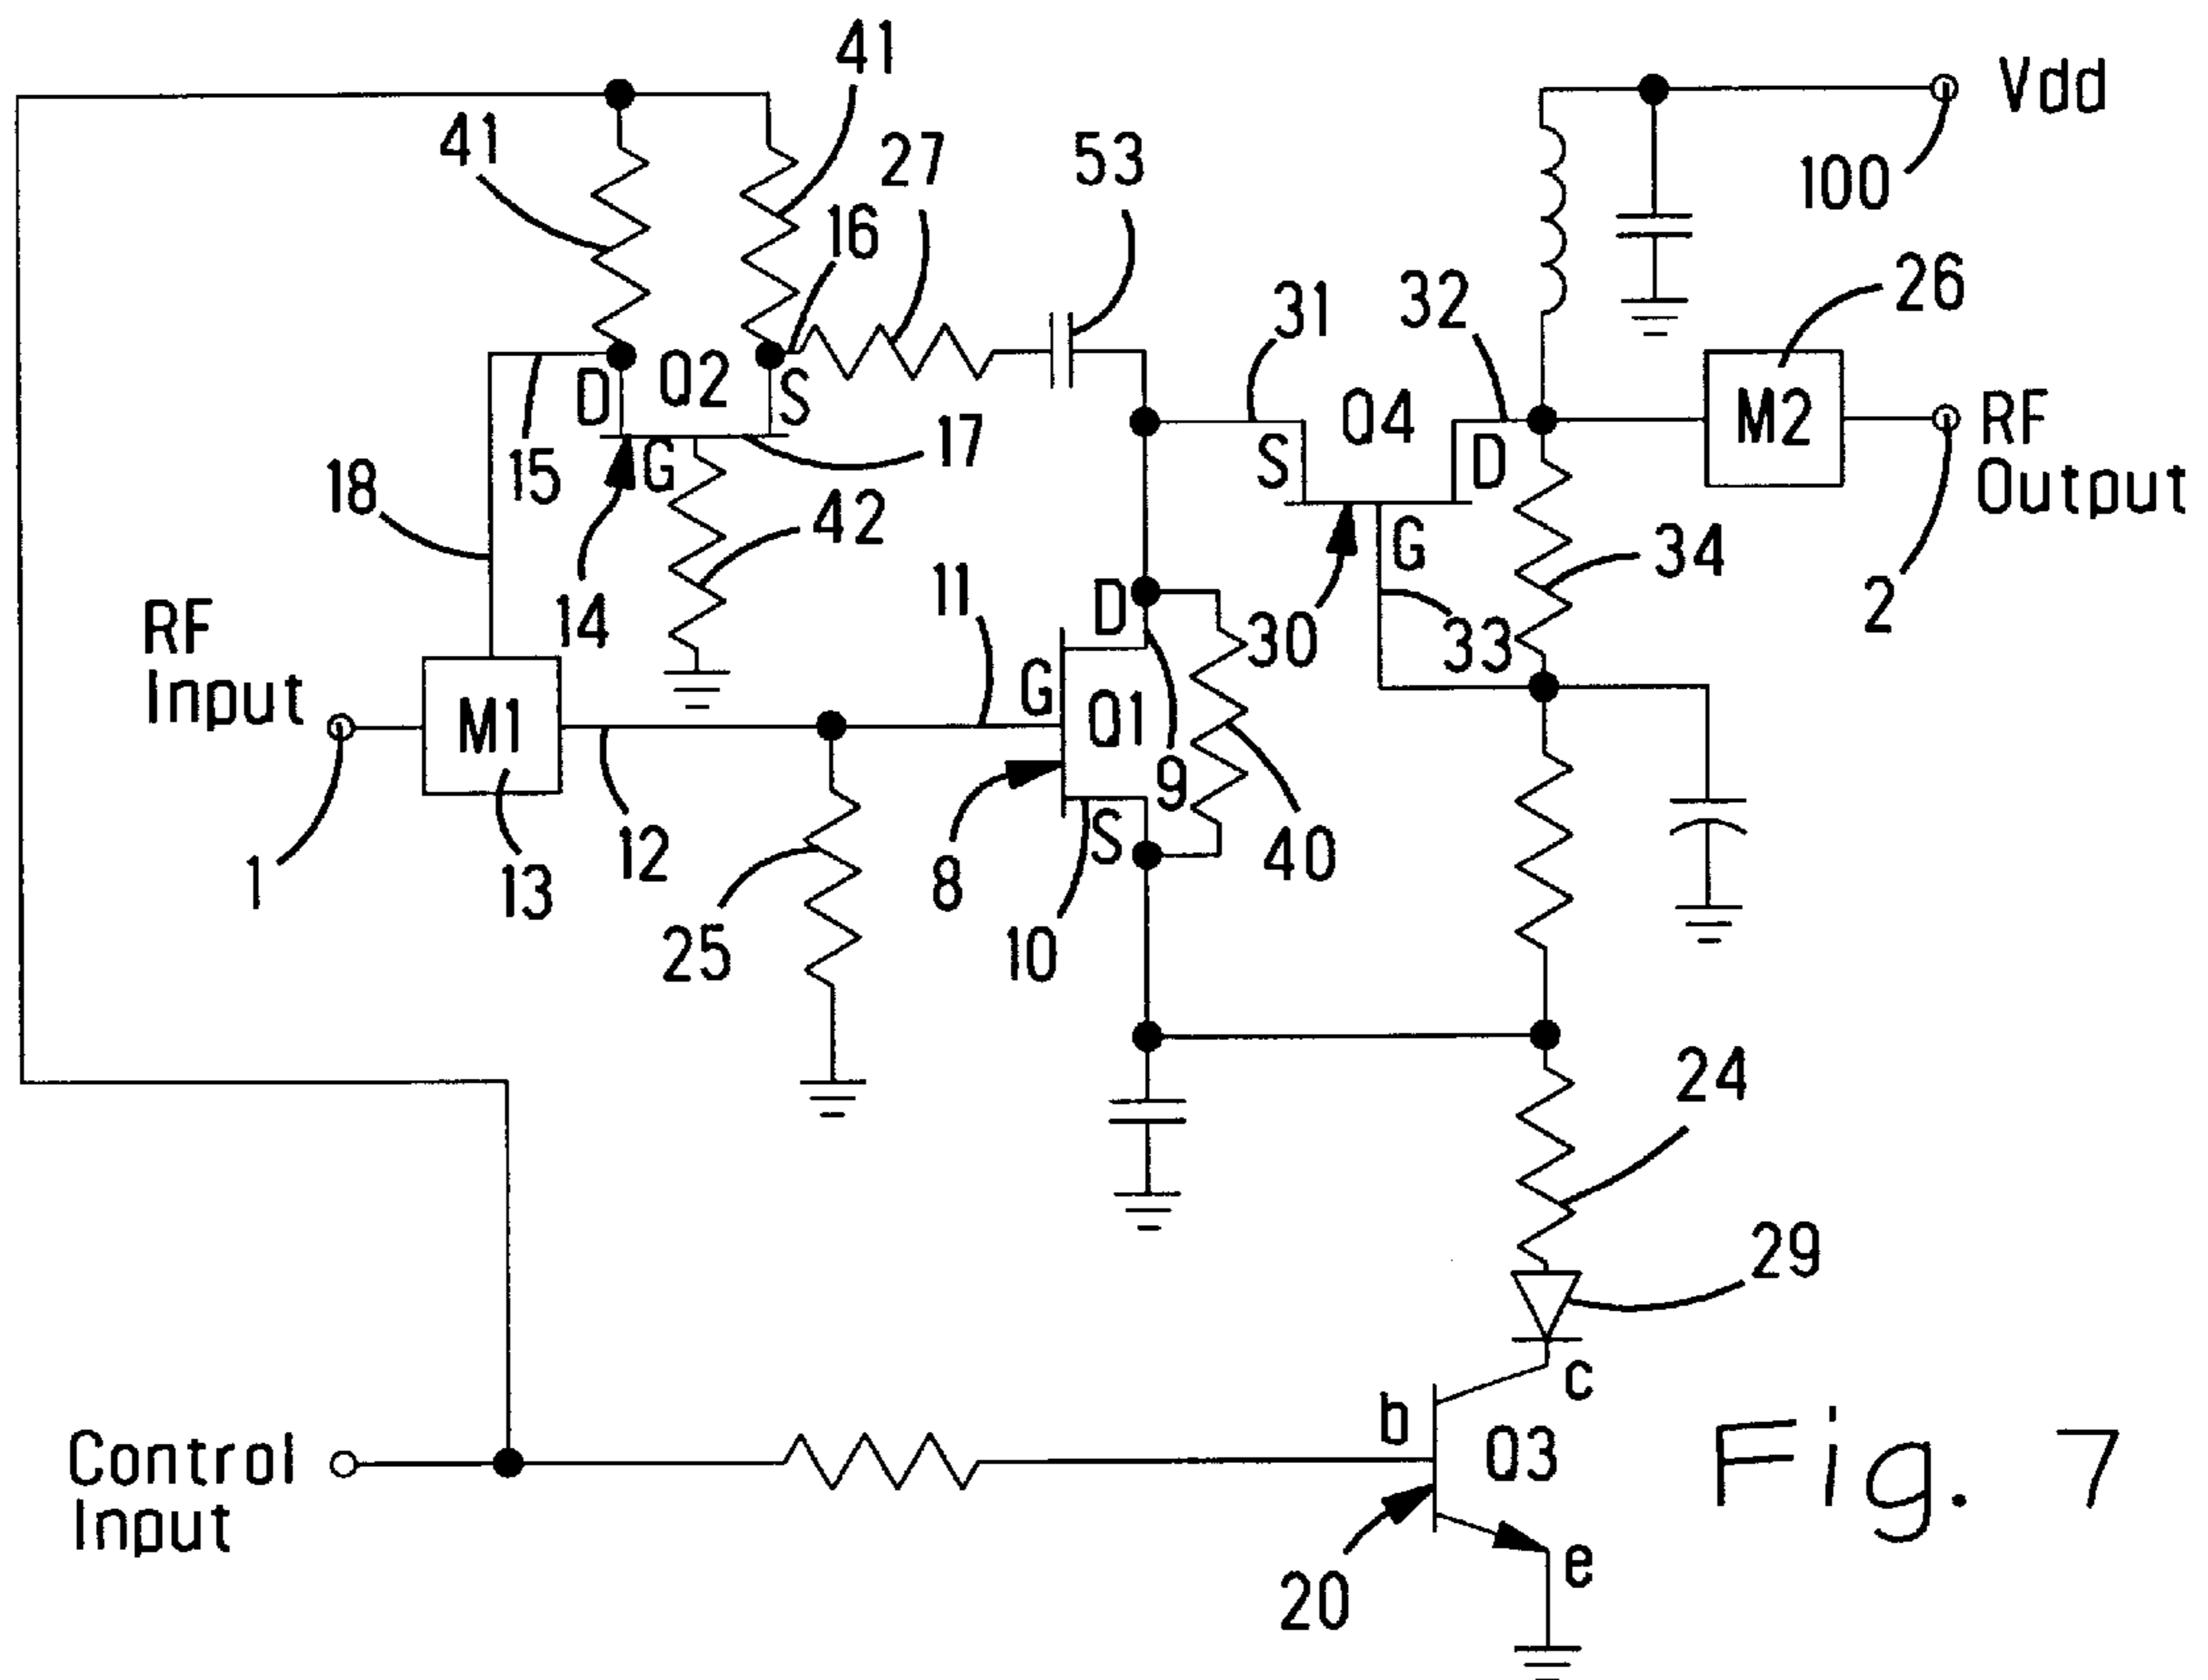 41
Vdd
41
27
53
100
16
26
31
32
D
Q2
S
Q4
M2
RF
Output
17
S
D
18
15
G
42
G
34
11
14
RF
Input
D
30
33
2
G
M1
Q1
9
S
12
40
1
13
8
25
10
24
29
c
b
Control
Input
Q3
Fig. 7
e
20